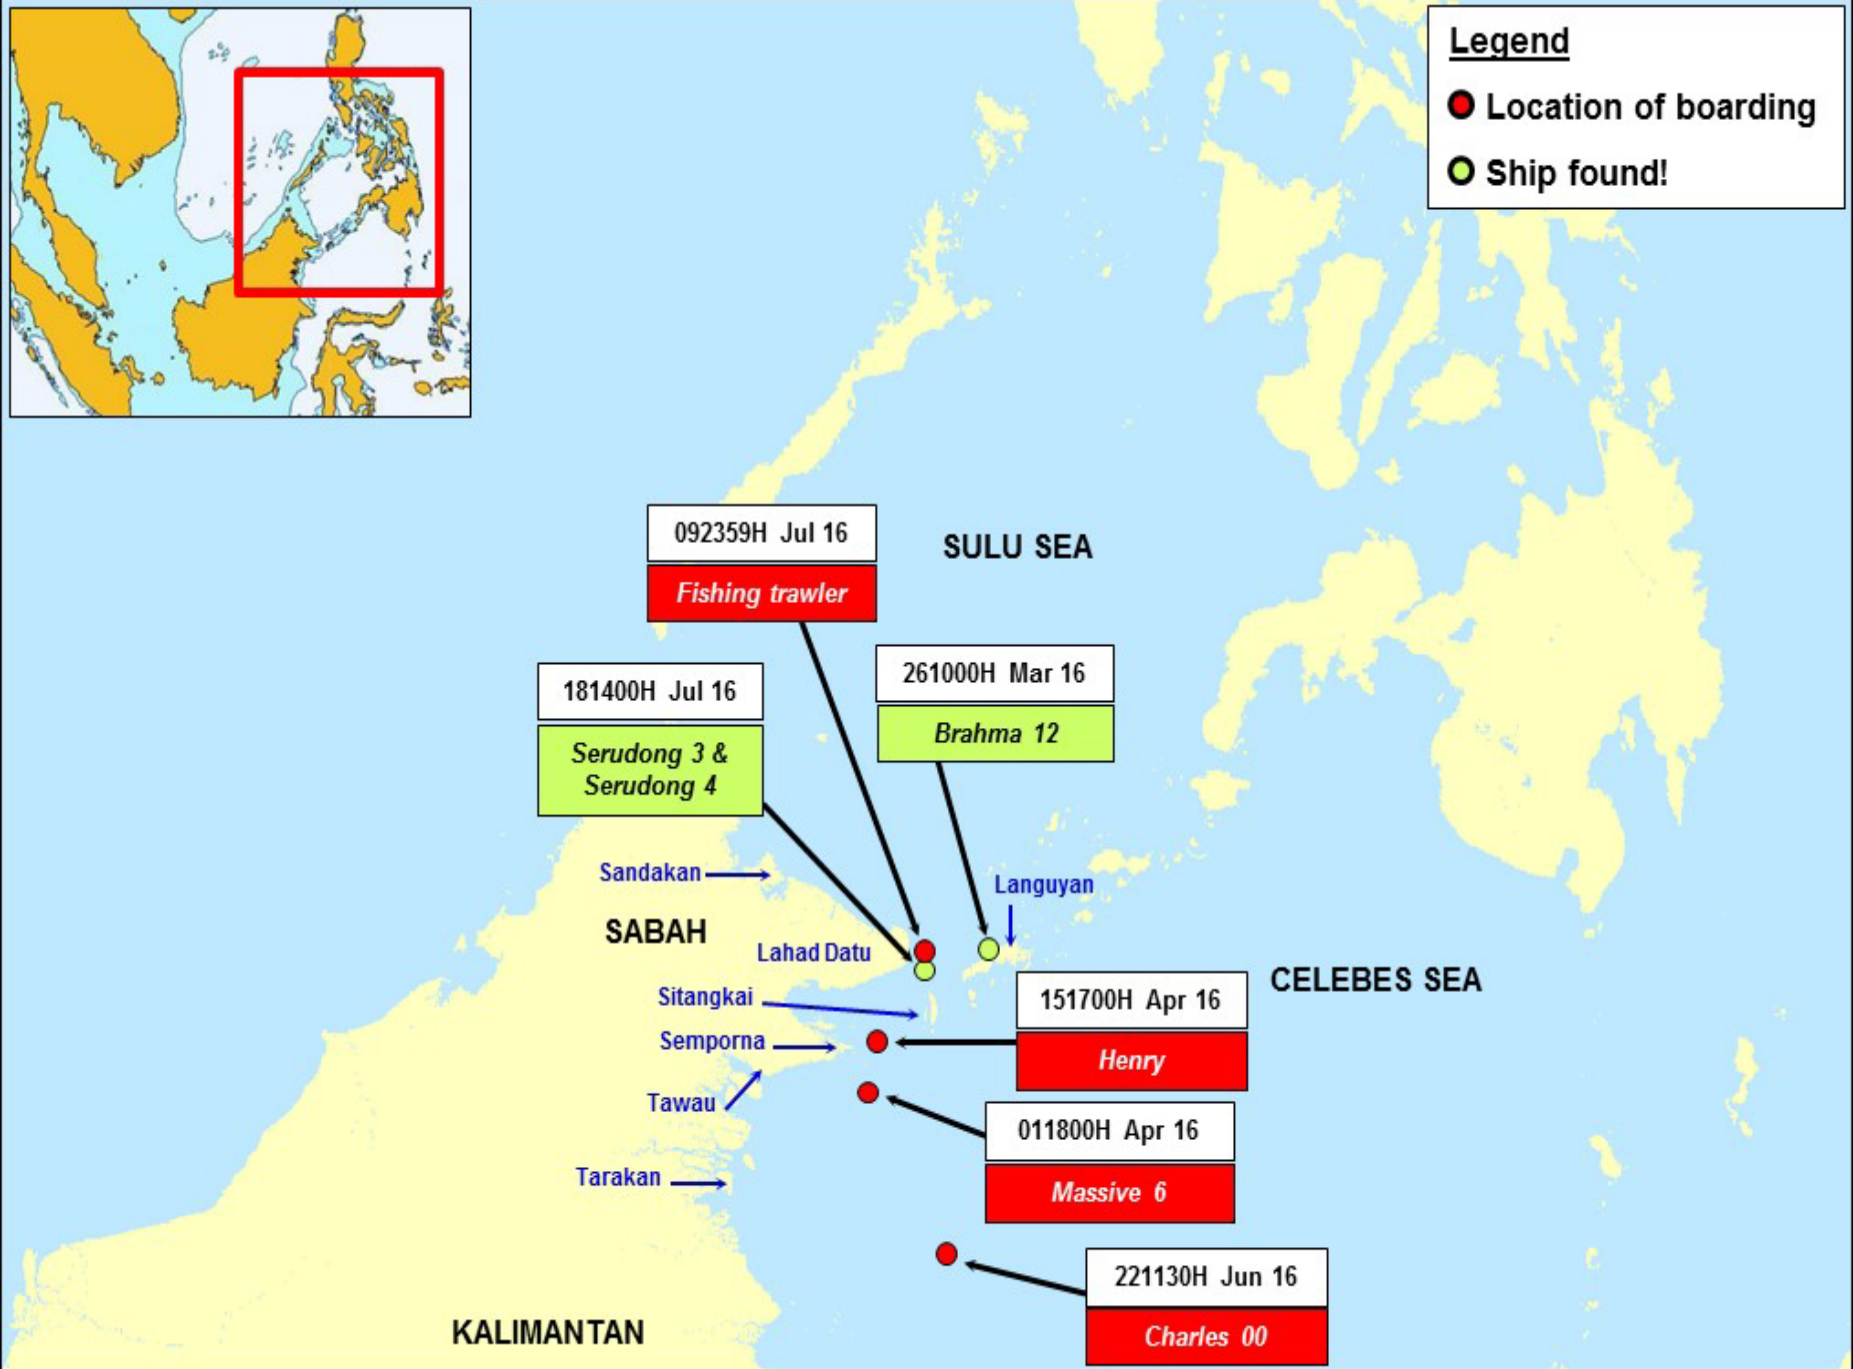 Legend
Location of boarding
Ship found!
092359H Jul 16
Fishing trawler
SULU SEA
181400H Jul 16
Serudong 3 &
Serudong 4
261000H Mar 16
Brahma 12
Sandakan
Languyan
SABAH
Lahad Datu
CELEBES SEA
Sitangkai
151700H Apr 16
Henry
Semporna
Tawau
011800H Apr 16
Massive 6
Tarakan
221130H Jun 16
Charles 00
KALIMANTAN